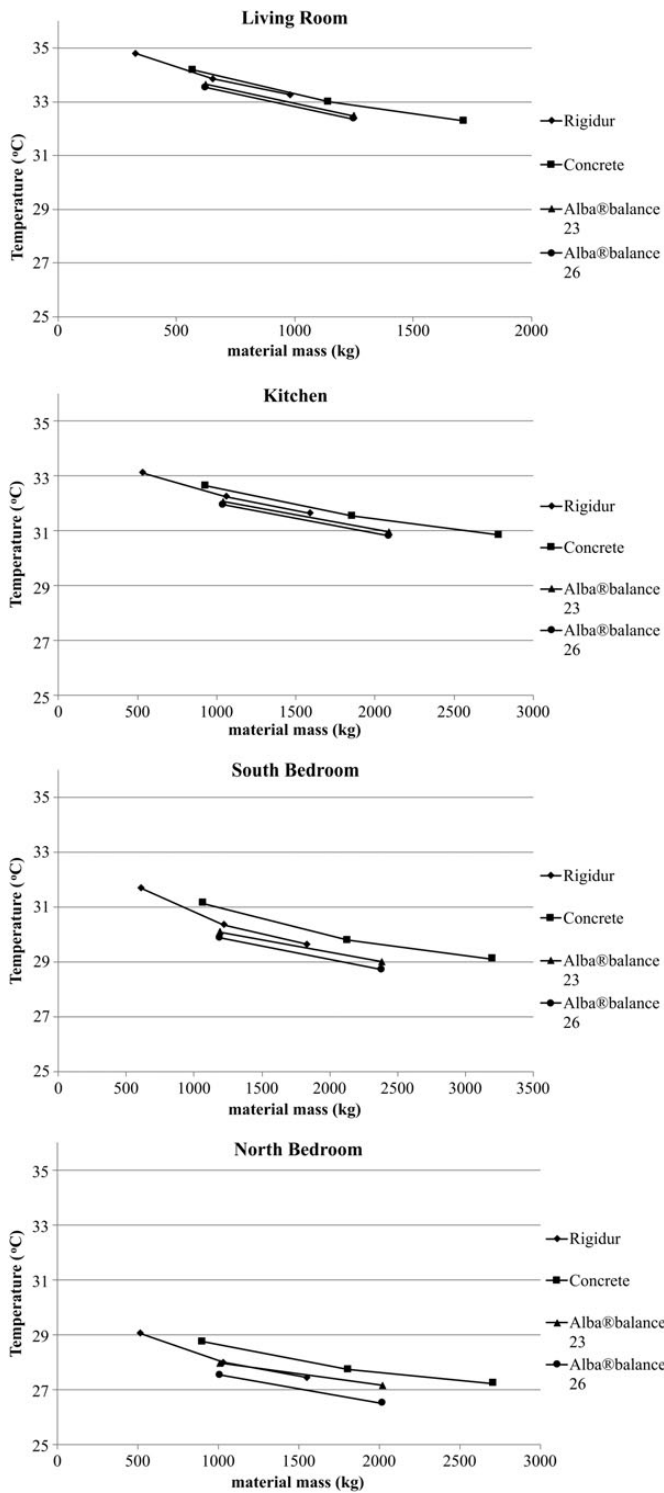 Living Room
35
33
31
29
27
25
0
500
1000
1500
2000
Temperature (°C)
material mass (kg)
Rigidur
Concrete
Alba®balance
23
Alba®balance
26
Kitchen
35
33
31
29
27
25
0
500
1000
1500
2000
2500
3000
Temperature (°C)
material mass (kg)
Rigidur
Concrete
Alba®balance
23
Alba®balance
26
South Bedroom
35
33
31
29
27
25
0
500
1000
1500
2000
2500
3000
3500
Temperature (°C)
material mass (kg)
Rigidur
Concrete
Alba®balance
23
Alba®balance
26
North Bedroom
35
33
31
29
27
25
0
500
1000
1500
2000
2500
3000
Temperature (°C)
material mass (kg)
Rigidur
Concrete
Alba®balance
23
Alba®balance
26